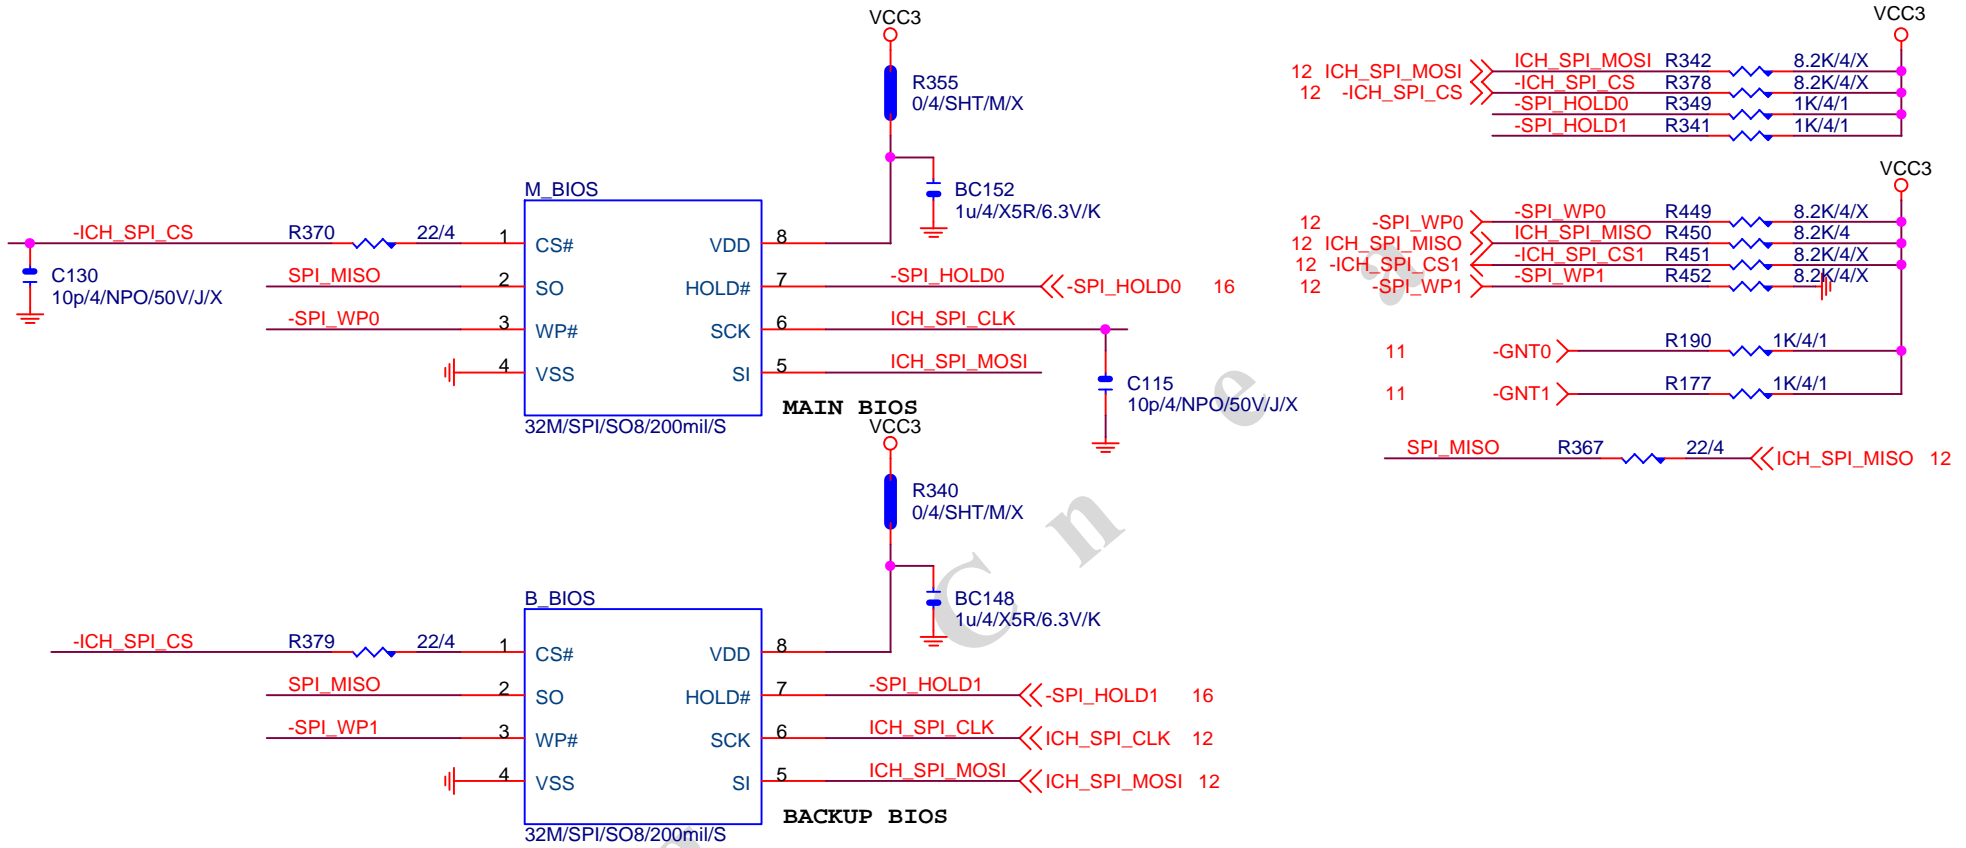 VCC3
R355
0/4/SHT/M/X
BC152
1u/4/X5R/6.3V/K
M_BIOS
-ICH_SPI_CS R370 22/4 1 CS# VDD 8
C130
10p/4/NPO/50V/J/X
SPI_MISO 2 SO HOLD# 7 -SPI_HOLD0 -SPI_HOLD0 16
-SPI_WP0 3 WP# SCK 6 ICH_SPI_CLK
4 VSS SI 5 ICH_SPI_MOSI
C115
10p/4/NPO/50V/J/X
MAIN BIOS
32M/SPI/SO8/200mil/S
VCC3
R340
0/4/SHT/M/X
BC148
1u/4/X5R/6.3V/K
B_BIOS
-ICH_SPI_CS R379 22/4 1 CS# VDD 8
SPI_MISO 2 SO HOLD# 7 -SPI_HOLD1 -SPI_HOLD1 16
-SPI_WP1 3 WP# SCK 6 ICH_SPI_CLK ICH_SPI_CLK 12
4 VSS SI 5 ICH_SPI_MOSI ICH_SPI_MOSI 12
BACKUP BIOS
32M/SPI/SO8/200mil/S
VCC3
12 ICH_SPI_MOSI ICH_SPI_MOSI R342 8.2K/4/X
12 -ICH_SPI_CS -ICH_SPI_CS R378 8.2K/4/X
-SPI_HOLD0 R349 1K/4/1
-SPI_HOLD1 R341 1K/4/1
VCC3
12 -SPI_WP0 -SPI_WP0 R449 8.2K/4/X
12 ICH_SPI_MISO ICH_SPI_MISO R450 8.2K/4
12 -ICH_SPI_CS1 -ICH_SPI_CS1 R451 8.2K/4/X
12 -SPI_WP1 -SPI_WP1 R452 8.2K/4/X
11 -GNT0 R190 1K/4/1
11 -GNT1 R177 1K/4/1
SPI_MISO R367 22/4 ICH_SPI_MISO 12
C n e